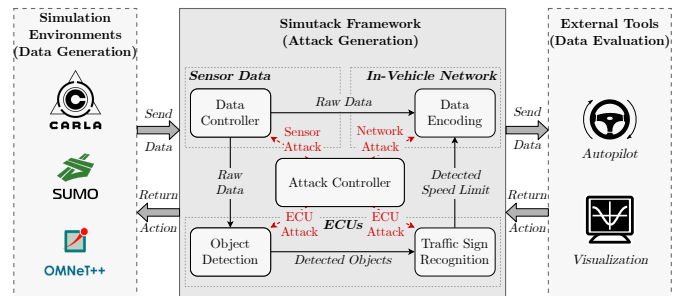 Simulation
Environments
(Data Generation)
CARLA
SUMO
OMNeT++
Send
Data
Return
Action
Simutack Framework
(Attack Generation)
Sensor Data
In-Vehicle Network
Data
Controller
Raw Data
Data
Encoding
Sensor
Attack
Network
Attack
Raw
Data
Attack Controller
Detected
Speed Limit
ECU
Attack
ECUs
ECU
Attack
Object
Detection
Detected Objects
Traffic Sign
Recognition
Send
Data
Return
Action
External Tools
(Data Evaluation)
Autopilot
Visualization